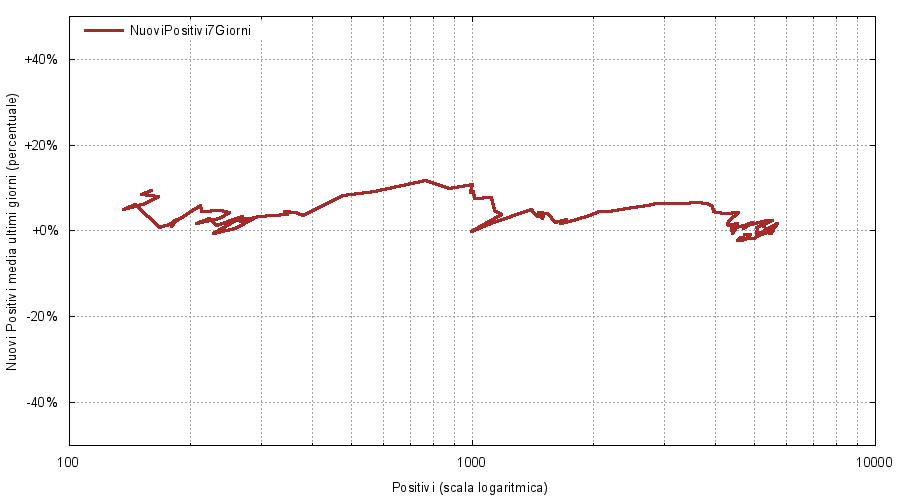 NuoviPositivi7Giorni
+40%
+20%
+0%
-20%
-40%
Nuovi Positivi media ultimi giorni (percentuale)
100
1000
10000
Positivi (scala logaritmica)